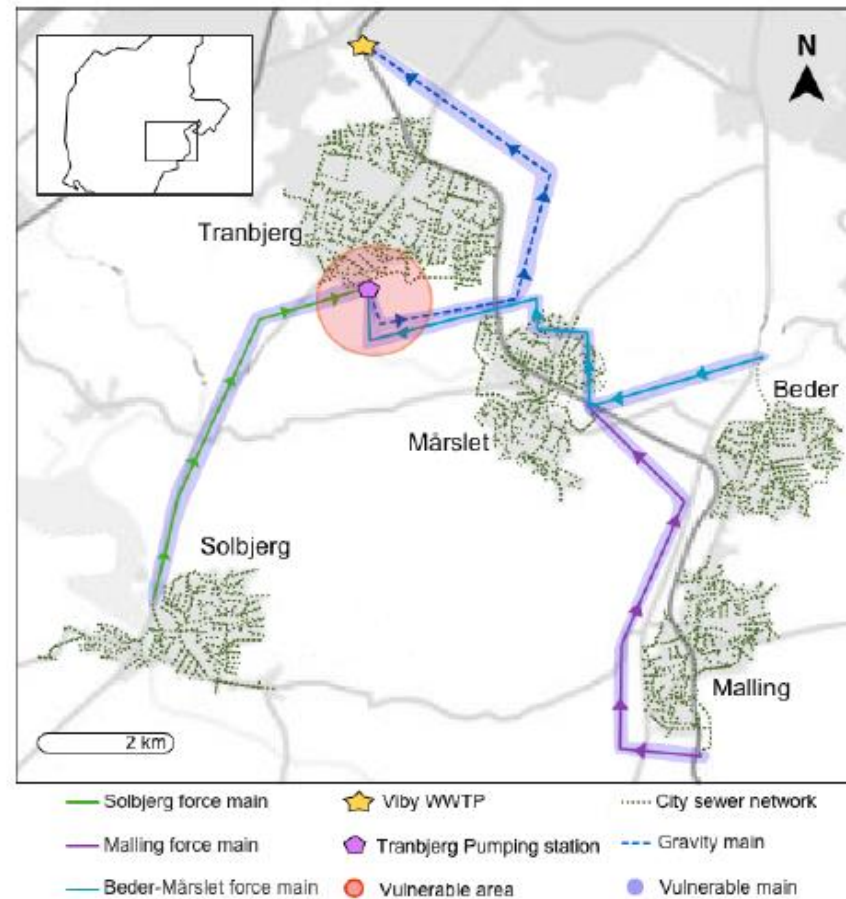 N
Tranbjerg
Beder
Mårslet
Solbjerg
Malling
2 km
Solbjerg force main
Viby WWTP
City sewer network
Malling force main
Tranbjerg Pumping station
Gravity main
Beder-Mårslet force main
Vulnerable area
Vulnerable main